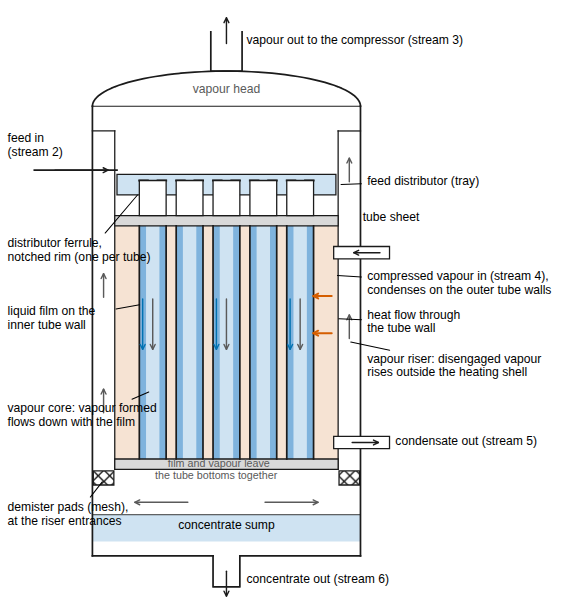 vapour out to the compressor (stream 3)
vapour head
feed in
(stream 2)
feed distributor (tray)
tube sheet
distributor ferrule,
notched rim (one per tube)
compressed vapour in (stream 4),
condenses on the outer tube walls
liquid film on the
inner tube wall
heat flow through
the tube wall
vapour riser: disengaged vapour
rises outside the heating shell
vapour core: vapour formed
flows down with the film
condensate out (stream 5)
film and vapour leave
the tube bottoms together
demister pads (mesh),
at the riser entrances
concentrate sump
concentrate out (stream 6)